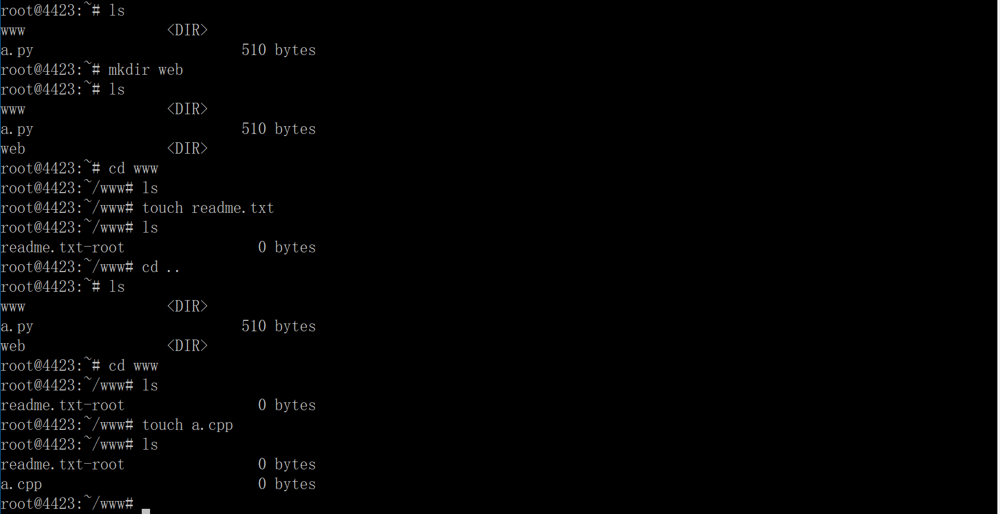 root@4423:~# ls
www                 <DIR>
a.py                         510 bytes
root@4423:~# mkdir web
root@4423:~# ls
www                 <DIR>
a.py                         510 bytes
web                 <DIR>
root@4423:~# cd www
root@4423:~/www# ls
root@4423:~/www# touch readme.txt
root@4423:~/www# ls
readme.txt-root                0 bytes
root@4423:~/www# cd ..
root@4423:~# ls
www                 <DIR>
a.py                         510 bytes
web                 <DIR>
root@4423:~# cd www
root@4423:~/www# ls
readme.txt-root                0 bytes
root@4423:~/www# touch a.cpp
root@4423:~/www# ls
readme.txt-root                0 bytes
a.cpp                          0 bytes
root@4423:~/www#